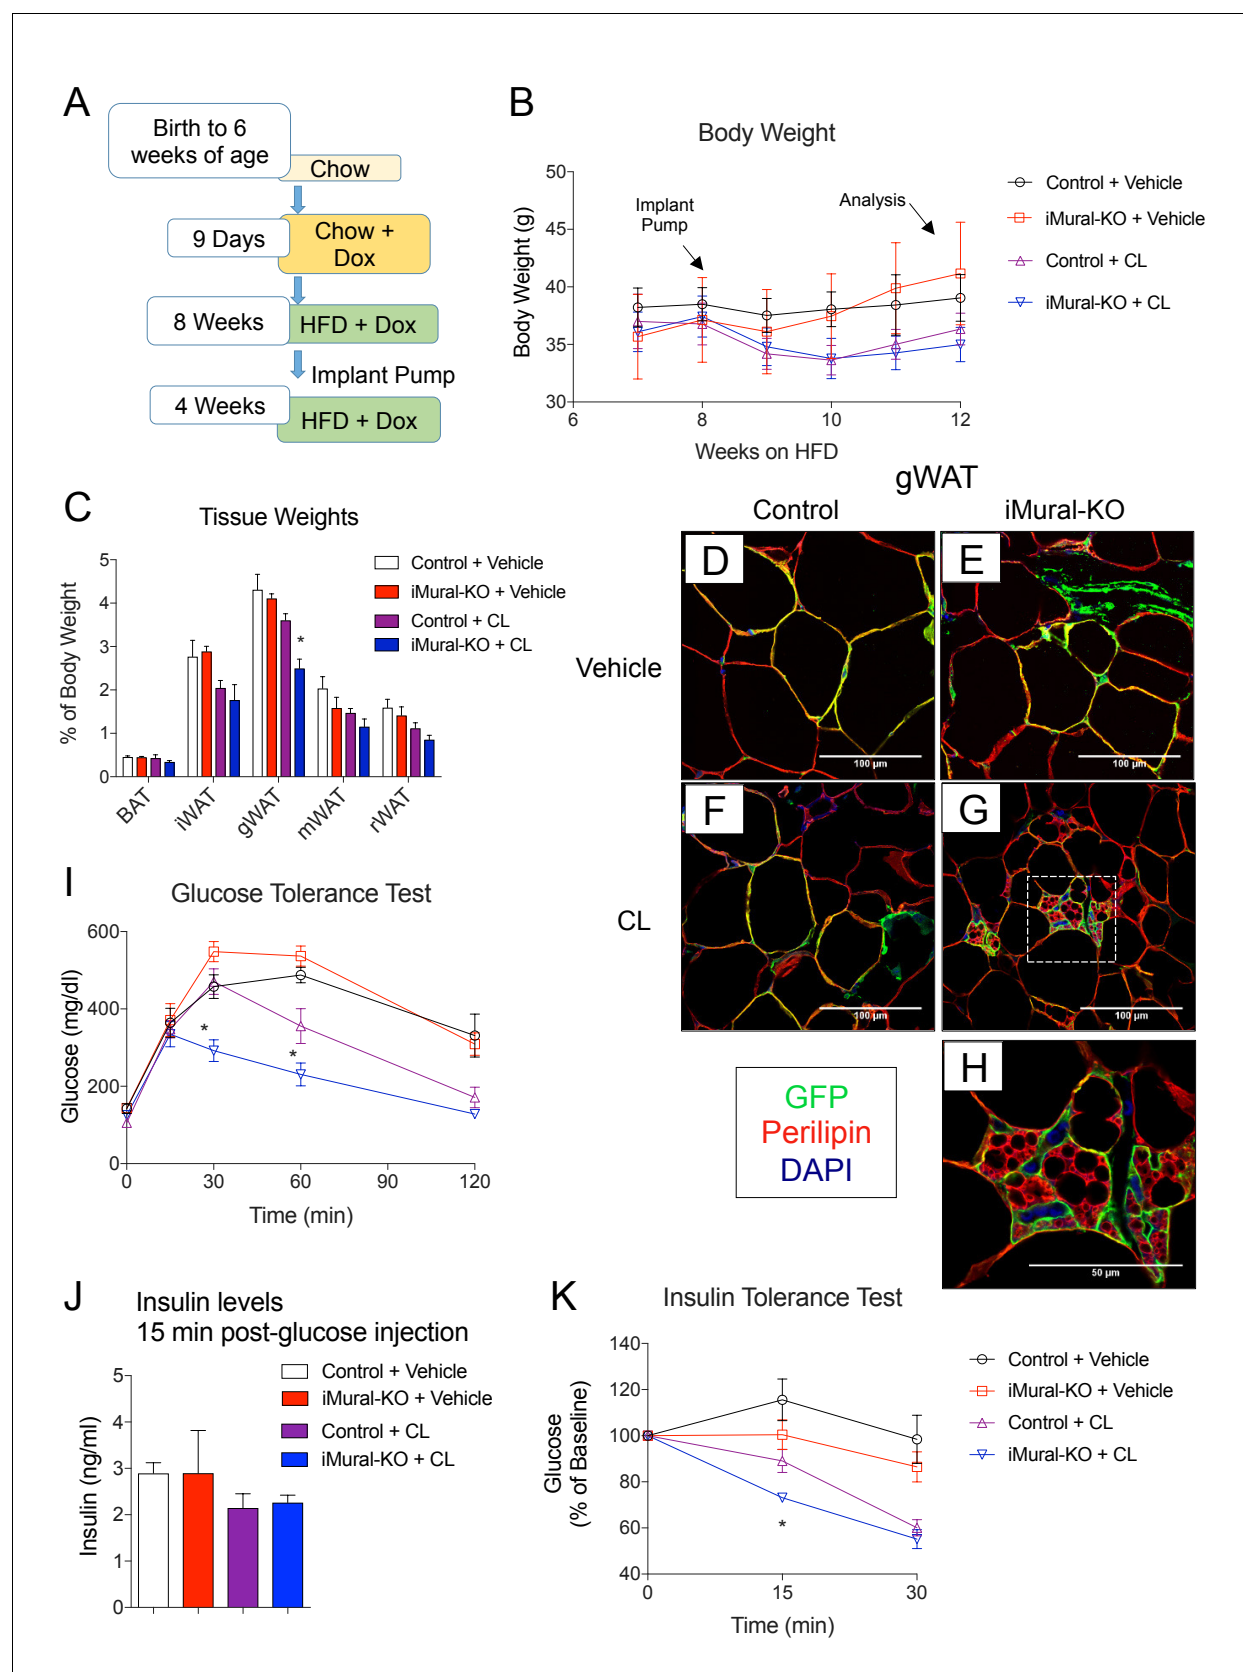 A
Birth to 6
weeks of age
Chow
9 Days
Chow +
Dox
8 Weeks
HFD + Dox
Implant Pump
4 Weeks
HFD + Dox
B
Body Weight
Body Weight (g)
50
45
40
35
30
6
8
10
12
Weeks on HFD
Implant
Pump
Analysis
Control + Vehicle
iMural-KO + Vehicle
Control + CL
iMural-KO + CL
C
Tissue Weights
% of Body Weight
5
4
3
2
1
0
BAT
iWAT
gWAT
mWAT
rWAT
*
Control + Vehicle
iMural-KO + Vehicle
Control + CL
iMural-KO + CL
gWAT
Control
iMural-KO
Vehicle
CL
D
100 µm
E
100 µm
F
100 µm
G
100 µm
H
50 µm
GFP
Perilipin
DAPI
I
Glucose Tolerance Test
Glucose (mg/dl)
600
400
200
0
0
30
60
90
120
Time (min)
*
*
J
Insulin levels
15 min post-glucose injection
Insulin (ng/ml)
5
4
3
2
1
0
Control + Vehicle
iMural-KO + Vehicle
Control + CL
iMural-KO + CL
K
Insulin Tolerance Test
Glucose
(% of Baseline)
140
120
100
80
60
40
0
15
30
Time (min)
*
Control + Vehicle
iMural-KO + Vehicle
Control + CL
iMural-KO + CL